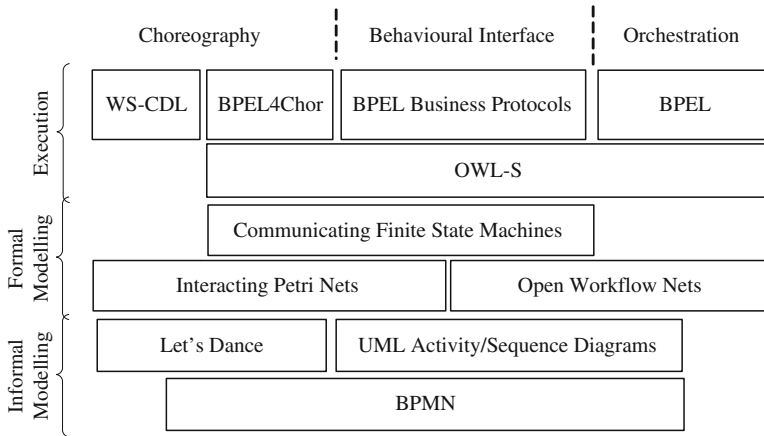 Choreography
Behavioural Interface
Orchestration
Execution
WS-CDL
BPEL4Chor
BPEL Business Protocols
BPEL
OWL-S
Formal
Modelling
Communicating Finite State Machines
Interacting Petri Nets
Open Workflow Nets
Informal
Modelling
Let's Dance
UML Activity/Sequence Diagrams
BPMN